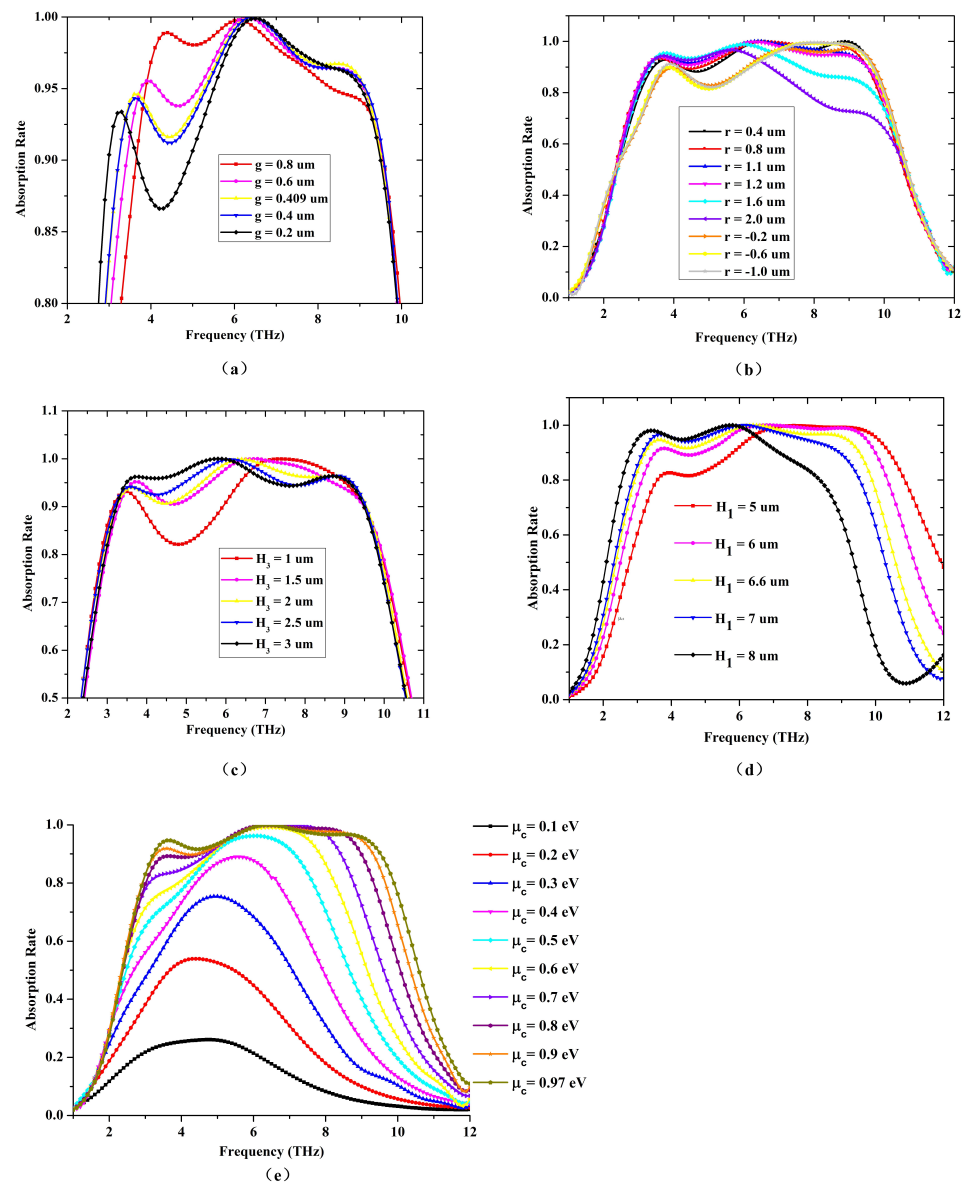 1.00
0.95
0.90
0.85
0.80
Absorption Rate
g = 0.8 um
g = 0.6 um
g = 0.409 um
g = 0.4 um
g = 0.2 um
2 4 6 8 10
Frequency (THz)
（a）
1.0
0.8
0.6
0.4
0.2
0.0
Absorption Rate
r = 0.4 um
r = 0.8 um
r = 1.1 um
r = 1.2 um
r = 1.6 um
r = 2.0 um
r = -0.2 um
r = -0.6 um
r = -1.0 um
2 4 6 8 10 12
Frequency (THz)
（b）
1.1
1.0
0.9
0.8
0.7
0.6
0.5
Absorption Rate
H3 = 1 um
H3 = 1.5 um
H3 = 2 um
H3 = 2.5 um
H3 = 3 um
2 3 4 5 6 7 8 9 10 11
Frequency (THz)
（c）
1.0
0.8
0.6
0.4
0.2
0.0
Absorption Rate
H1 = 5 um
H1 = 6 um
H1 = 6.6 um
H1 = 7 um
H1 = 8 um
2 4 6 8 10 12
Frequency (THz)
（d）
1.0
0.8
0.6
0.4
0.2
0.0
Absorption Rate
2 4 6 8 10 12
Frequency (THz)
μc = 0.1 eV
μc = 0.2 eV
μc = 0.3 eV
μc = 0.4 eV
μc = 0.5 eV
μc = 0.6 eV
μc = 0.7 eV
μc = 0.8 eV
μc = 0.9 eV
μc = 0.97 eV
（e）